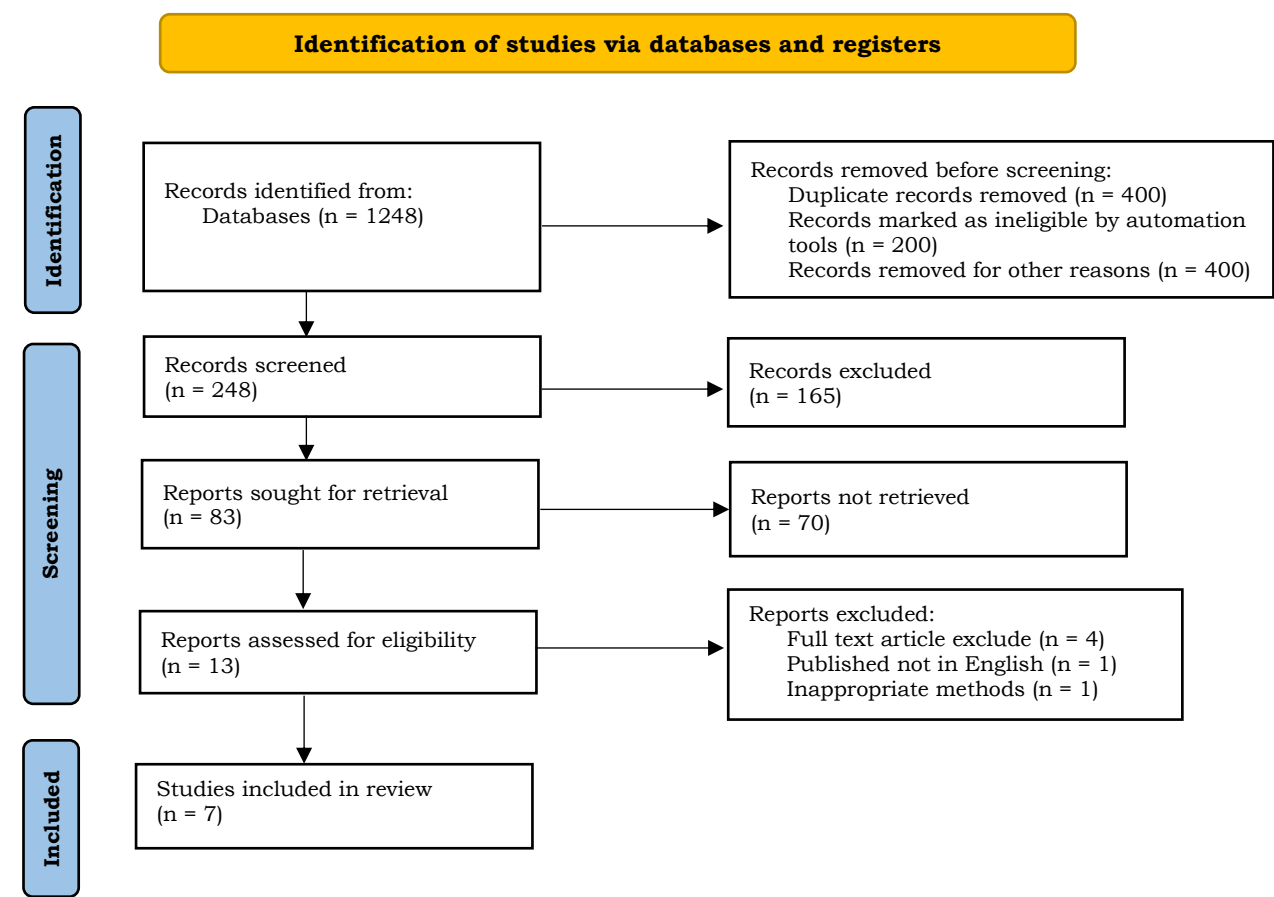 Identification of studies via databases and registers
Identification
Records identified from:
Databases (n = 1248)
Records removed before screening:
Duplicate records removed (n = 400)
Records marked as ineligible by automation
tools (n = 200)
Records removed for other reasons (n = 400)
Screening
Records screened
(n = 248)
Records excluded
(n = 165)
Reports sought for retrieval
(n = 83)
Reports not retrieved
(n = 70)
Reports assessed for eligibility
(n = 13)
Reports excluded:
Full text article exclude (n = 4)
Published not in English (n = 1)
Inappropriate methods (n = 1)
Included
Studies included in review
(n = 7)